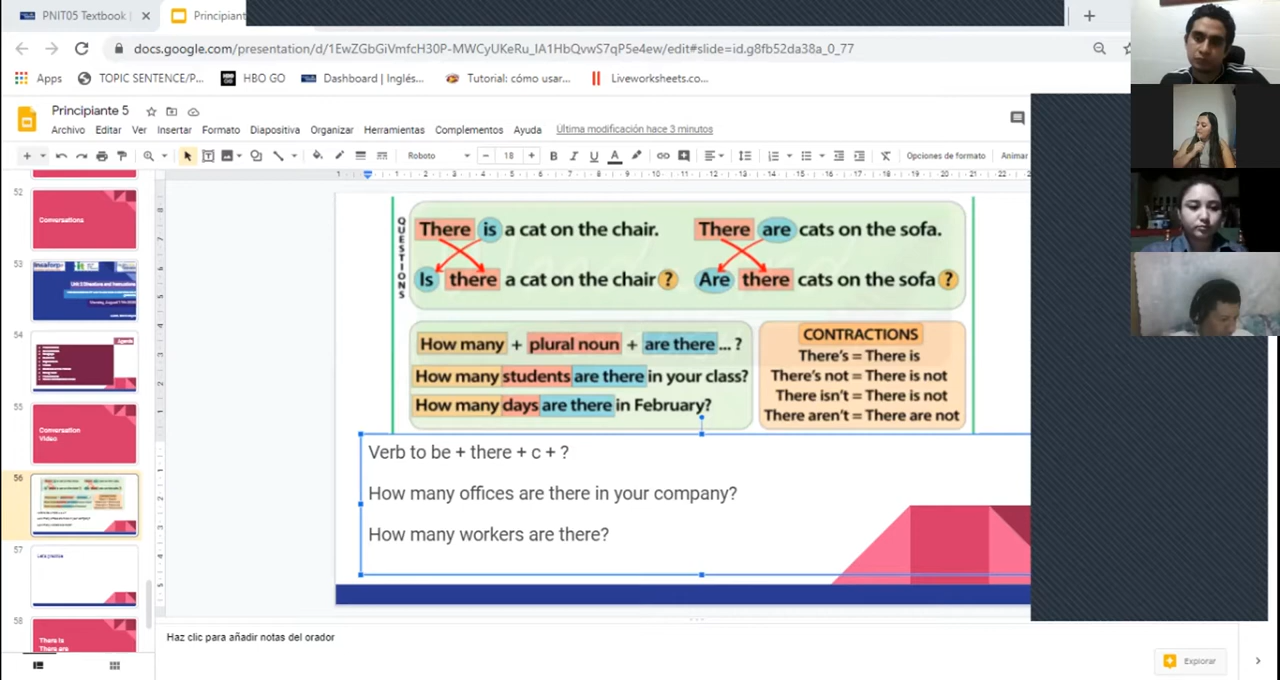 PNIT05 Textbook
Principiant
docs.google.com/presentation/d/1EwZGbGiVmfcH30P-MWCyUKeRu_IA1HbQvwS7qP5e4ew/edit#slide=id.g8fb52da38a_0_77
Apps
TOPIC SENTENCE/P...
HBO GO
Dashboard | Inglés...
Tutorial: cómo usar...
Liveworksheets.co...
Principiante 5
Archivo Editar Ver Insertar Formato Diapositiva Organizar Herramientas Complementos Ayuda Última modificación hace 3 minutos
Roboto - 18 + B I U A Opciones de formato Animar
52
Conversations
53
54
Agenda
55
Conversation
Video
56
57
Let's practice
58
There is
There are
QUESTIONS
There is a cat on the chair. There are cats on the sofa.
Is there a cat on the chair ? Are there cats on the sofa ?
How many + plural noun + are there ... ?
How many students are there in your class?
How many days are there in February?
CONTRACTIONS
There's = There is
There's not = There is not
There isn't = There is not
There aren't = There are not
Verb to be + there + c + ?
How many offices are there in your company?
How many workers are there?
Haz clic para añadir notas del orador
Explorar